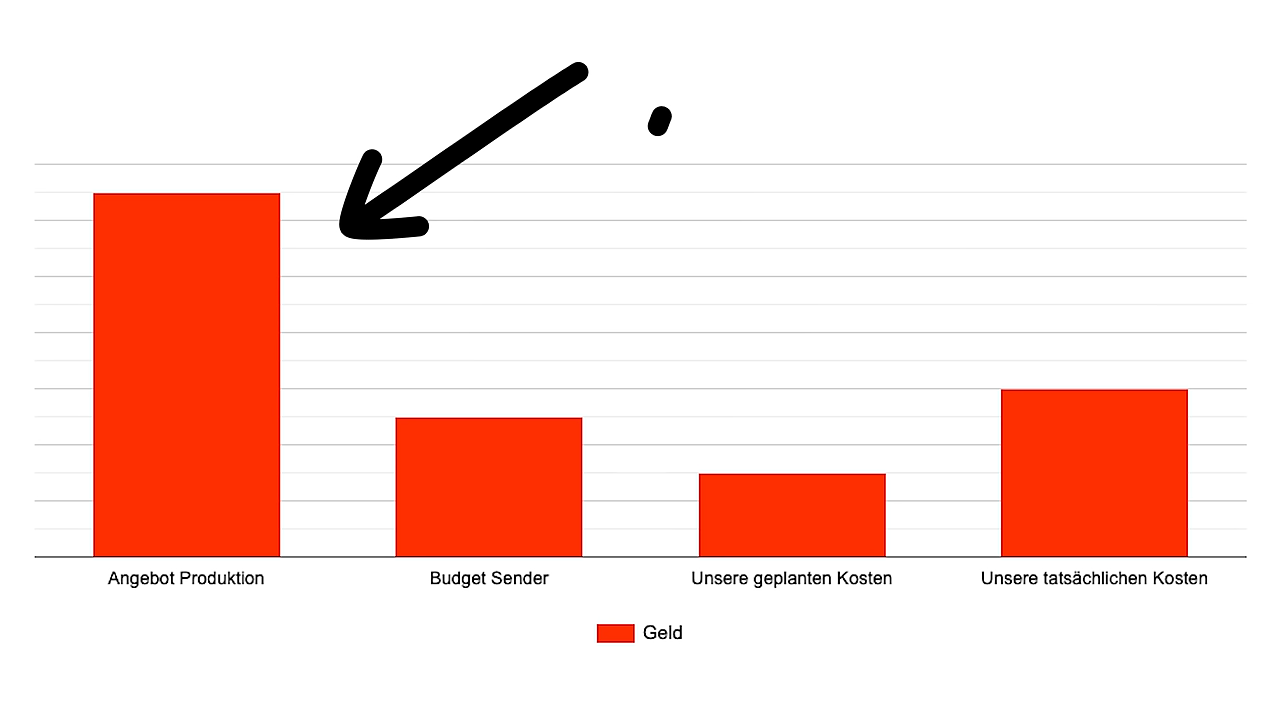 Angebot Produktion
Budget Sender
Unsere geplanten Kosten
Unsere tatsächlichen Kosten
Geld